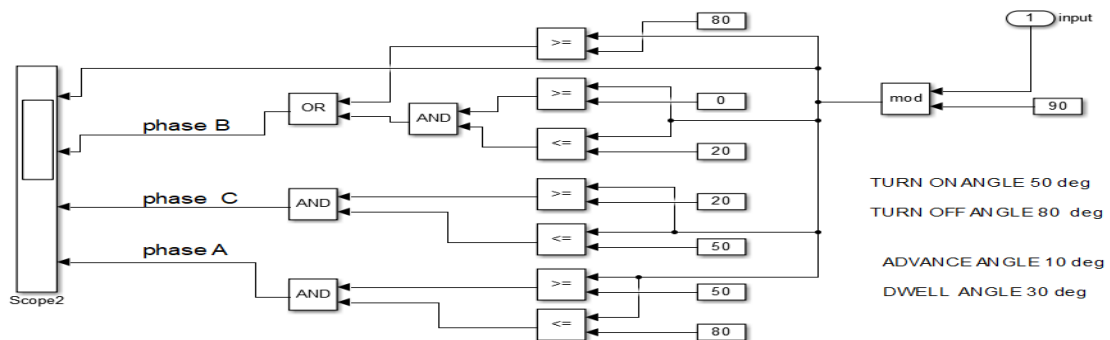 80
1
input
>=
mod
>=
0
90
OR
AND
phase B
<=
20
>=
TURN ON ANGLE 50 deg
phase C
AND
20
TURN OFF ANGLE 80 deg
<=
50
phase A
ADVANCE ANGLE 10 deg
>=
AND
50
DWELL ANGLE 30 deg
Scope2
<=
80